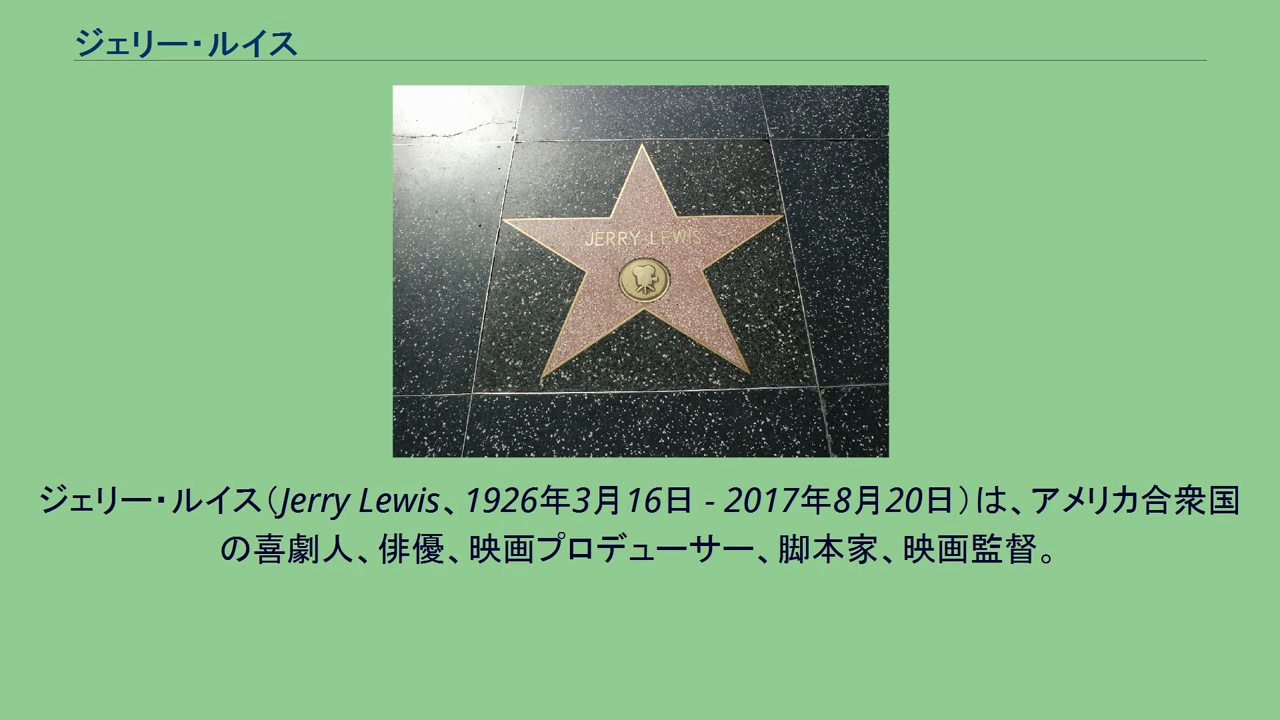 ジェリー・ルイス
JERRY LEWIS
ジェリー・ルイス（Jerry Lewis、1926年3月16日 - 2017年8月20日）は、アメリカ合衆国
の喜劇人、俳優、映画プロデューサー、脚本家、映画監督。